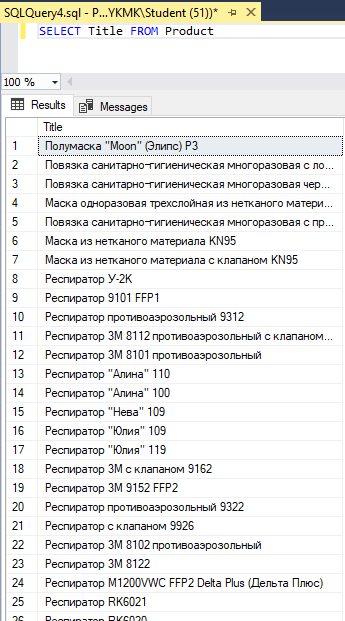 SQLQuery4.sql - P...YKMK\Student (51))*
SELECT Title FROM Product
100 %
Results Messages
Title
1 Полумаска "Moon" (Элипс) P3
2 Повязка санитарно-гигиеническая многоразовая с ло...
3 Повязка санитарно-гигиеническая многоразовая чер...
4 Маска одноразовая трехслойная из нетканого матери...
5 Повязка санитарно-гигиеническая многоразовая с пр...
6 Маска из нетканого материала KN95
7 Маска из нетканого материала с клапаном KN95
8 Респиратор У-2К
9 Респиратор 9101 FFP1
10 Респиратор противоаэрозольный 9312
11 Респиратор 3M 8112 противоаэрозольный с клапаном...
12 Респиратор 3M 8101 противоаэрозольный
13 Респиратор "Алина" 110
14 Респиратор "Алина" 100
15 Респиратор "Нева" 109
16 Респиратор "Юлия" 109
17 Респиратор "Юлия" 119
18 Респиратор 3M с клапаном 9162
19 Респиратор 3M 9152 FFP2
20 Респиратор противоаэрозольный 9322
21 Респиратор с клапаном 9926
22 Респиратор 3M 8102 противоаэрозольный
23 Респиратор 3M 8122
24 Респиратор M1200VWC FFP2 Delta Plus (Дельта Плюс)
25 Респиратор RK6021
26 Респиратор RK6020